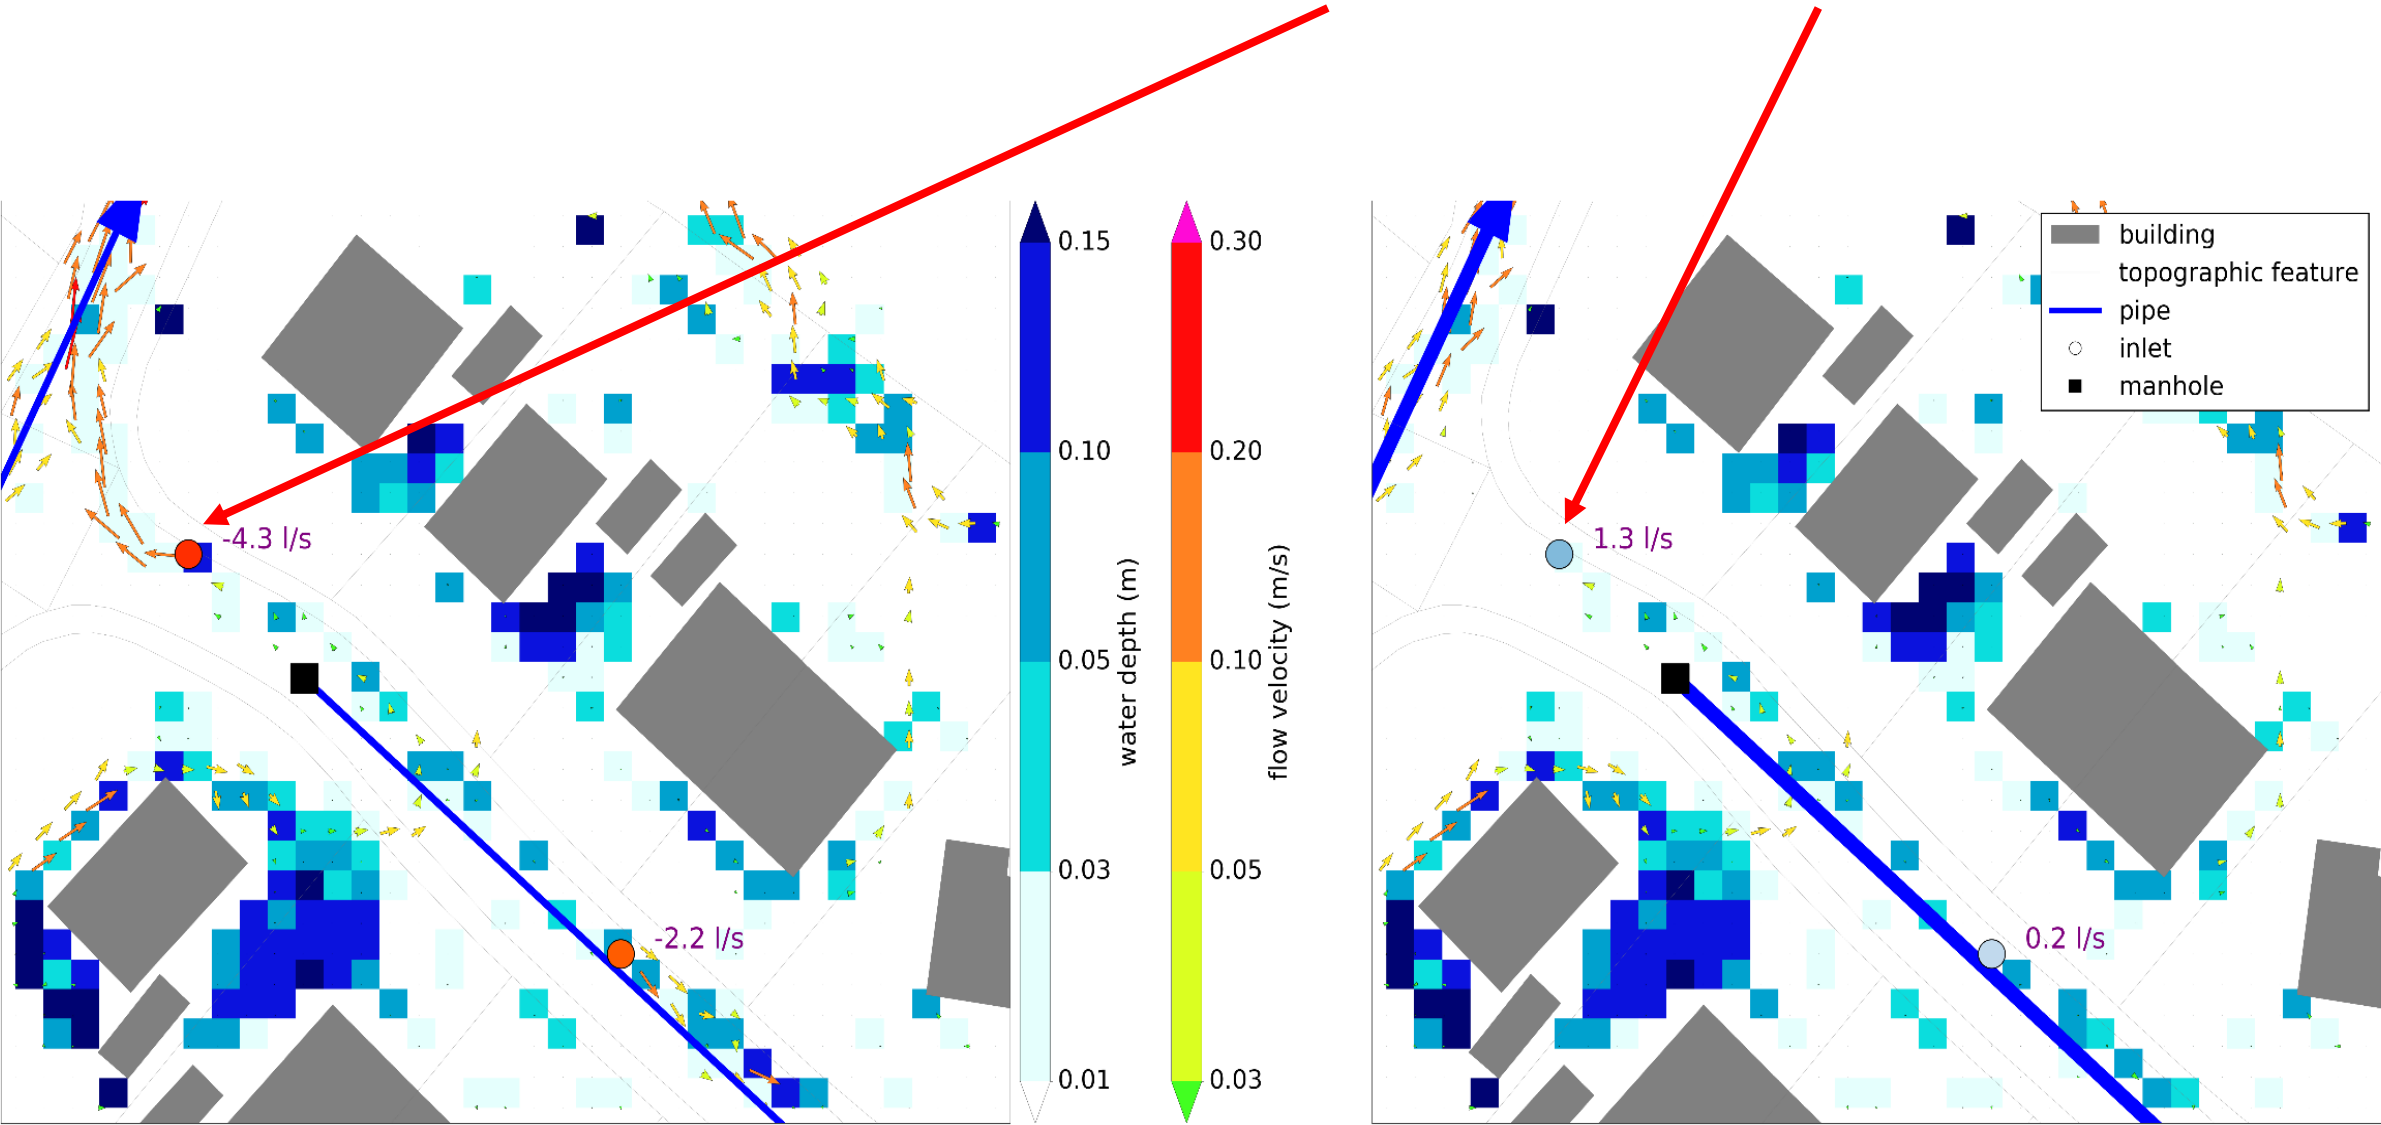 -4.3 l/s
-2.2 l/s
0.15
0.10
0.05
0.03
0.01
water depth (m)
0.30
0.20
0.10
0.05
0.03
flow velocity (m/s)
1.3 l/s
0.2 l/s
building
topographic feature
pipe
inlet
manhole